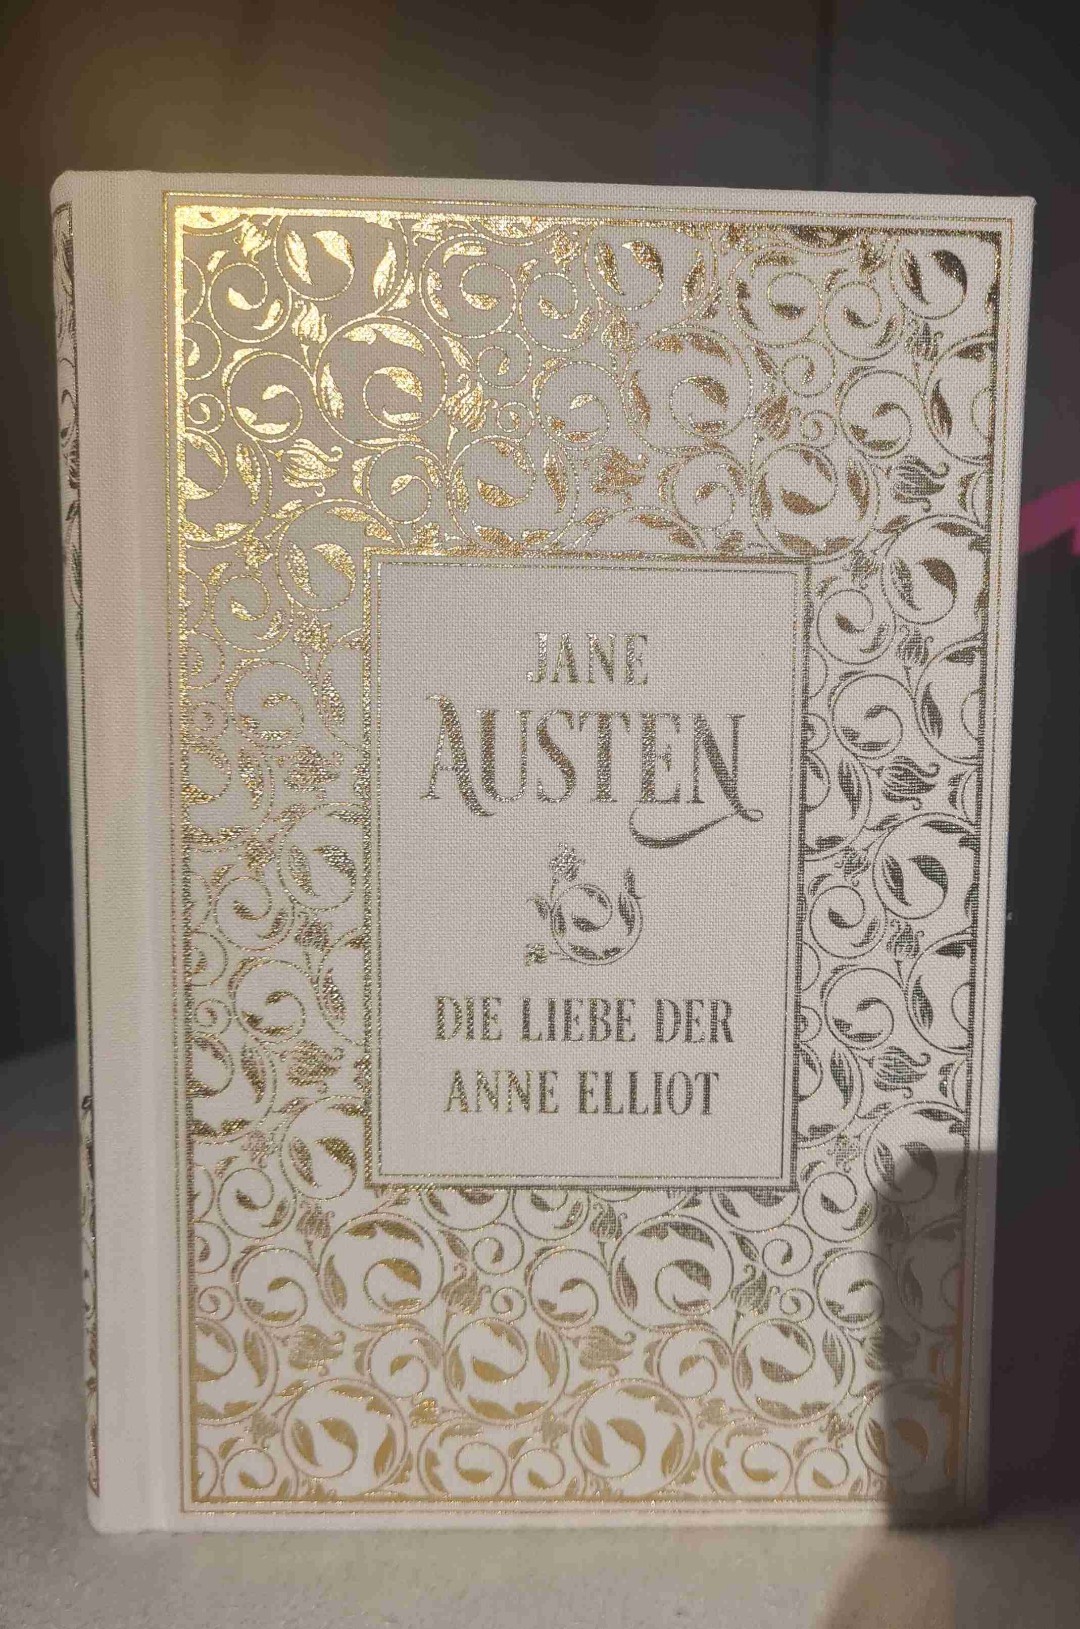 JANE
AUSTEN
DIE LIEBE DER
ANNE ELLIOT